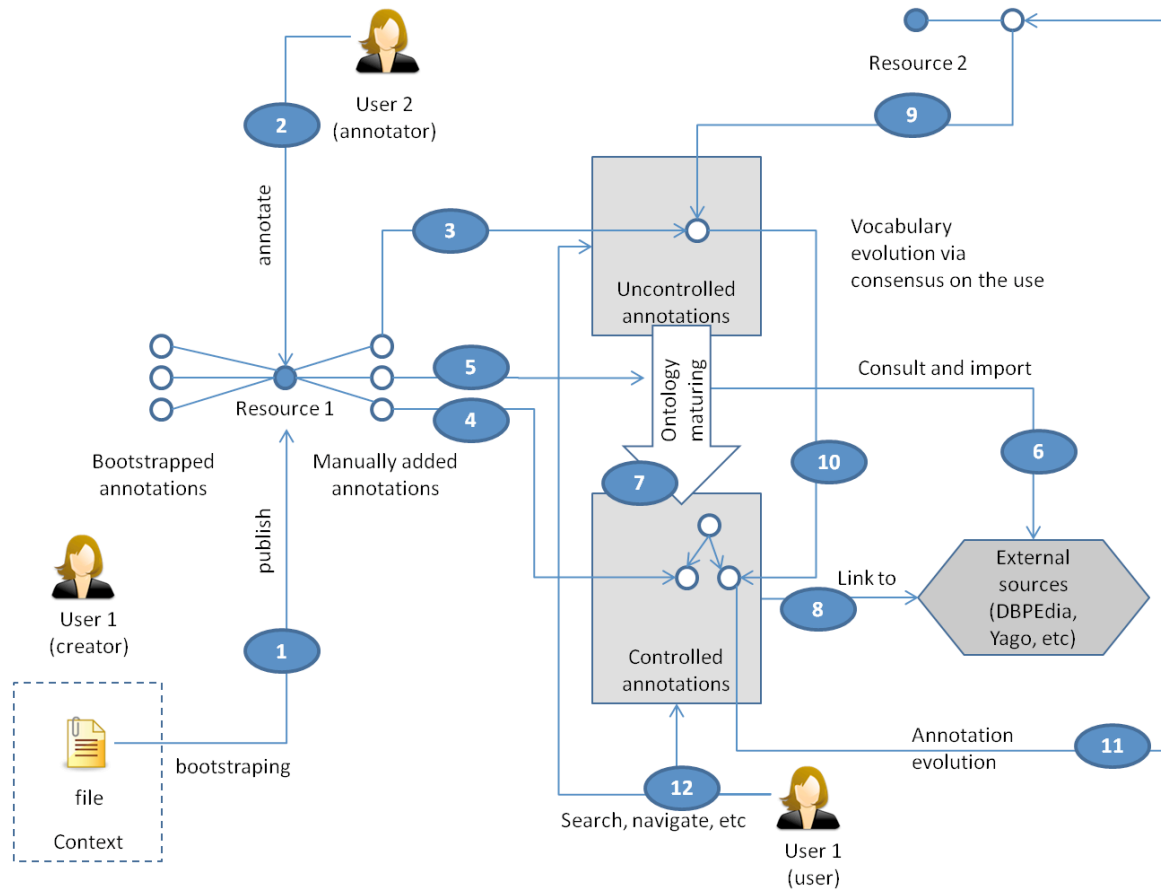 User 2
(annotator)
2
annotate
Resource 2
9
3
Vocabulary
evolution via
consensus on the use
Uncontrolled
annotations
5
Resource 1
4
Bootstrapped
annotations
Manually added
annotations
Ontology
maturing
Consult and import
6
10
7
publish
User 1
(creator)
1
Link to
8
External
sources
(DBPEdia,
Yago, etc)
Controlled
annotations
bootstraping
file
Context
Annotation
evolution
11
12
Search, navigate, etc
User 1
(user)